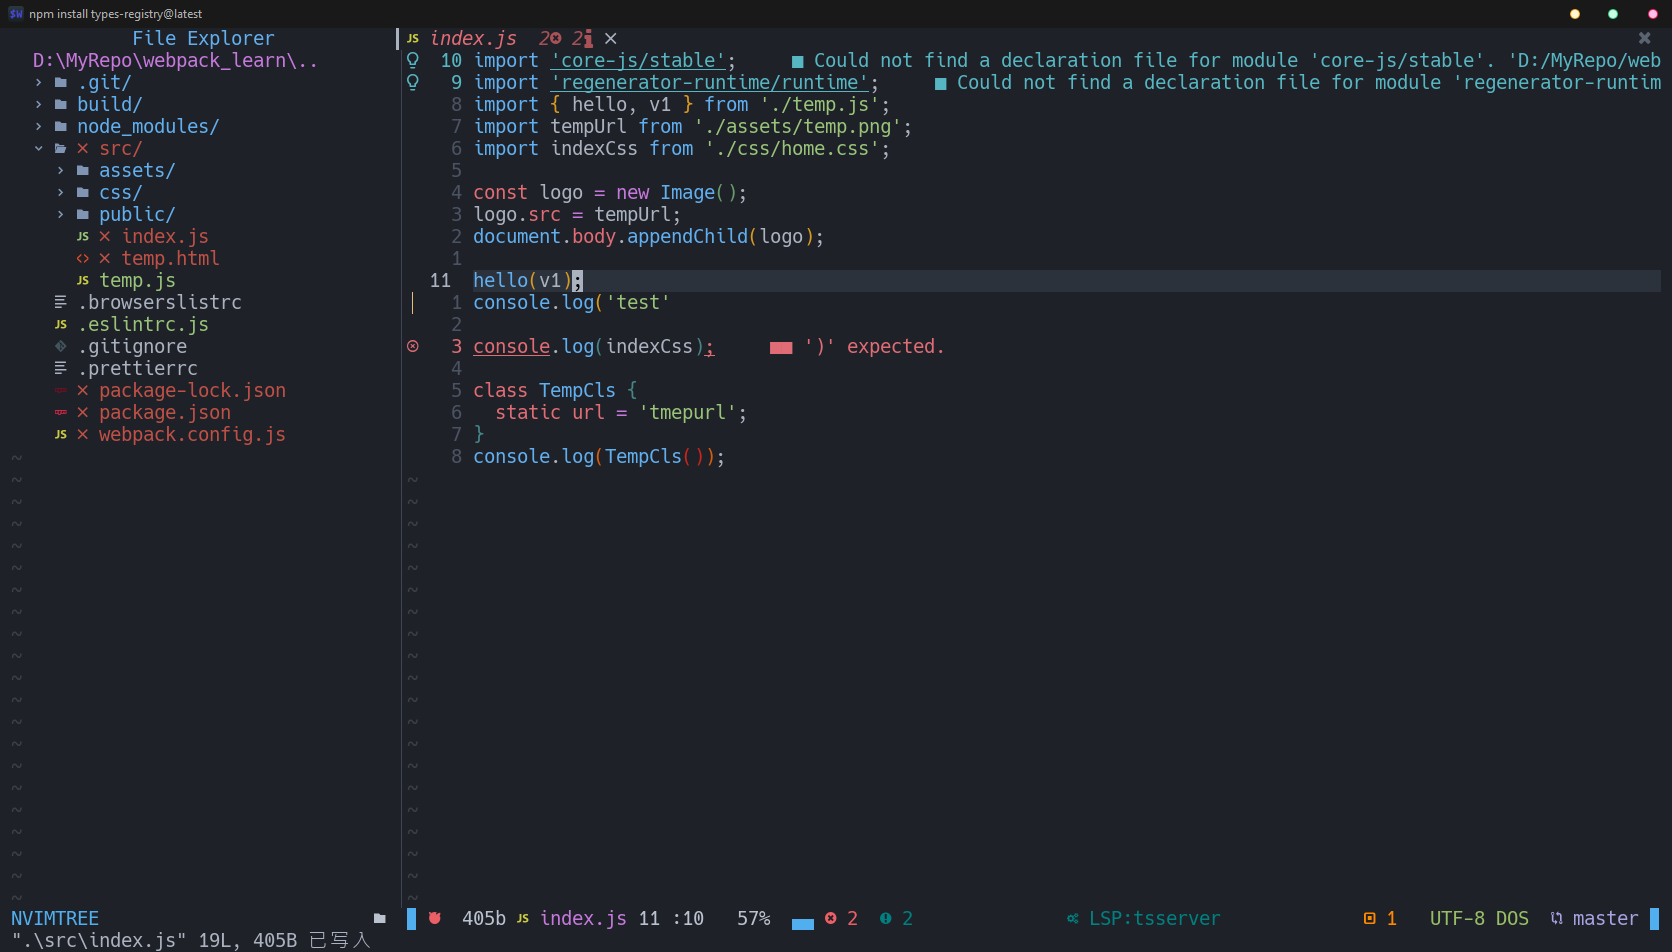 npm install types-registry@latest
File Explorer
D:\MyRepo\webpack_learn\..
.git/
build/
node_modules/
src/
assets/
css/
public/
JS index.js
<> temp.html
JS temp.js
.browserslistrc
JS .eslintrc.js
.gitignore
.prettierrc
package-lock.json
package.json
JS webpack.config.js
JS index.js 2 2
10 import 'core-js/stable'; ■ Could not find a declaration file for module 'core-js/stable'. 'D:/MyRepo/web
9 import 'regenerator-runtime/runtime'; ■ Could not find a declaration file for module 'regenerator-runtim
8 import { hello, v1 } from './temp.js';
7 import tempUrl from './assets/temp.png';
6 import indexCss from './css/home.css';
5
4 const logo = new Image();
3 logo.src = tempUrl;
2 document.body.appendChild(logo);
1
11 hello(v1);
1 console.log('test'
2
3 console.log(indexCss); ■■ ')' expected.
4
5 class TempCls {
6   static url = 'tmepurl';
7 }
8 console.log(TempCls());
NVIMTREE
405b JS index.js 11 :10 57% 2 2 LSP:tsserver 1 UTF-8 DOS master
".\src\index.js" 19L, 405B 已写入